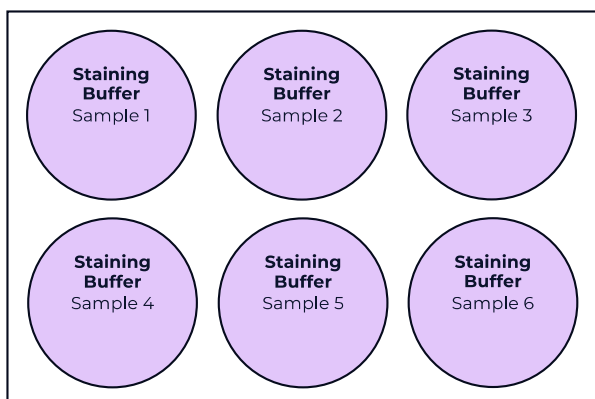 Staining
Buffer
Sample 1
Staining
Buffer
Sample 2
Staining
Buffer
Sample 3
Staining
Buffer
Sample 4
Staining
Buffer
Sample 5
Staining
Buffer
Sample 6